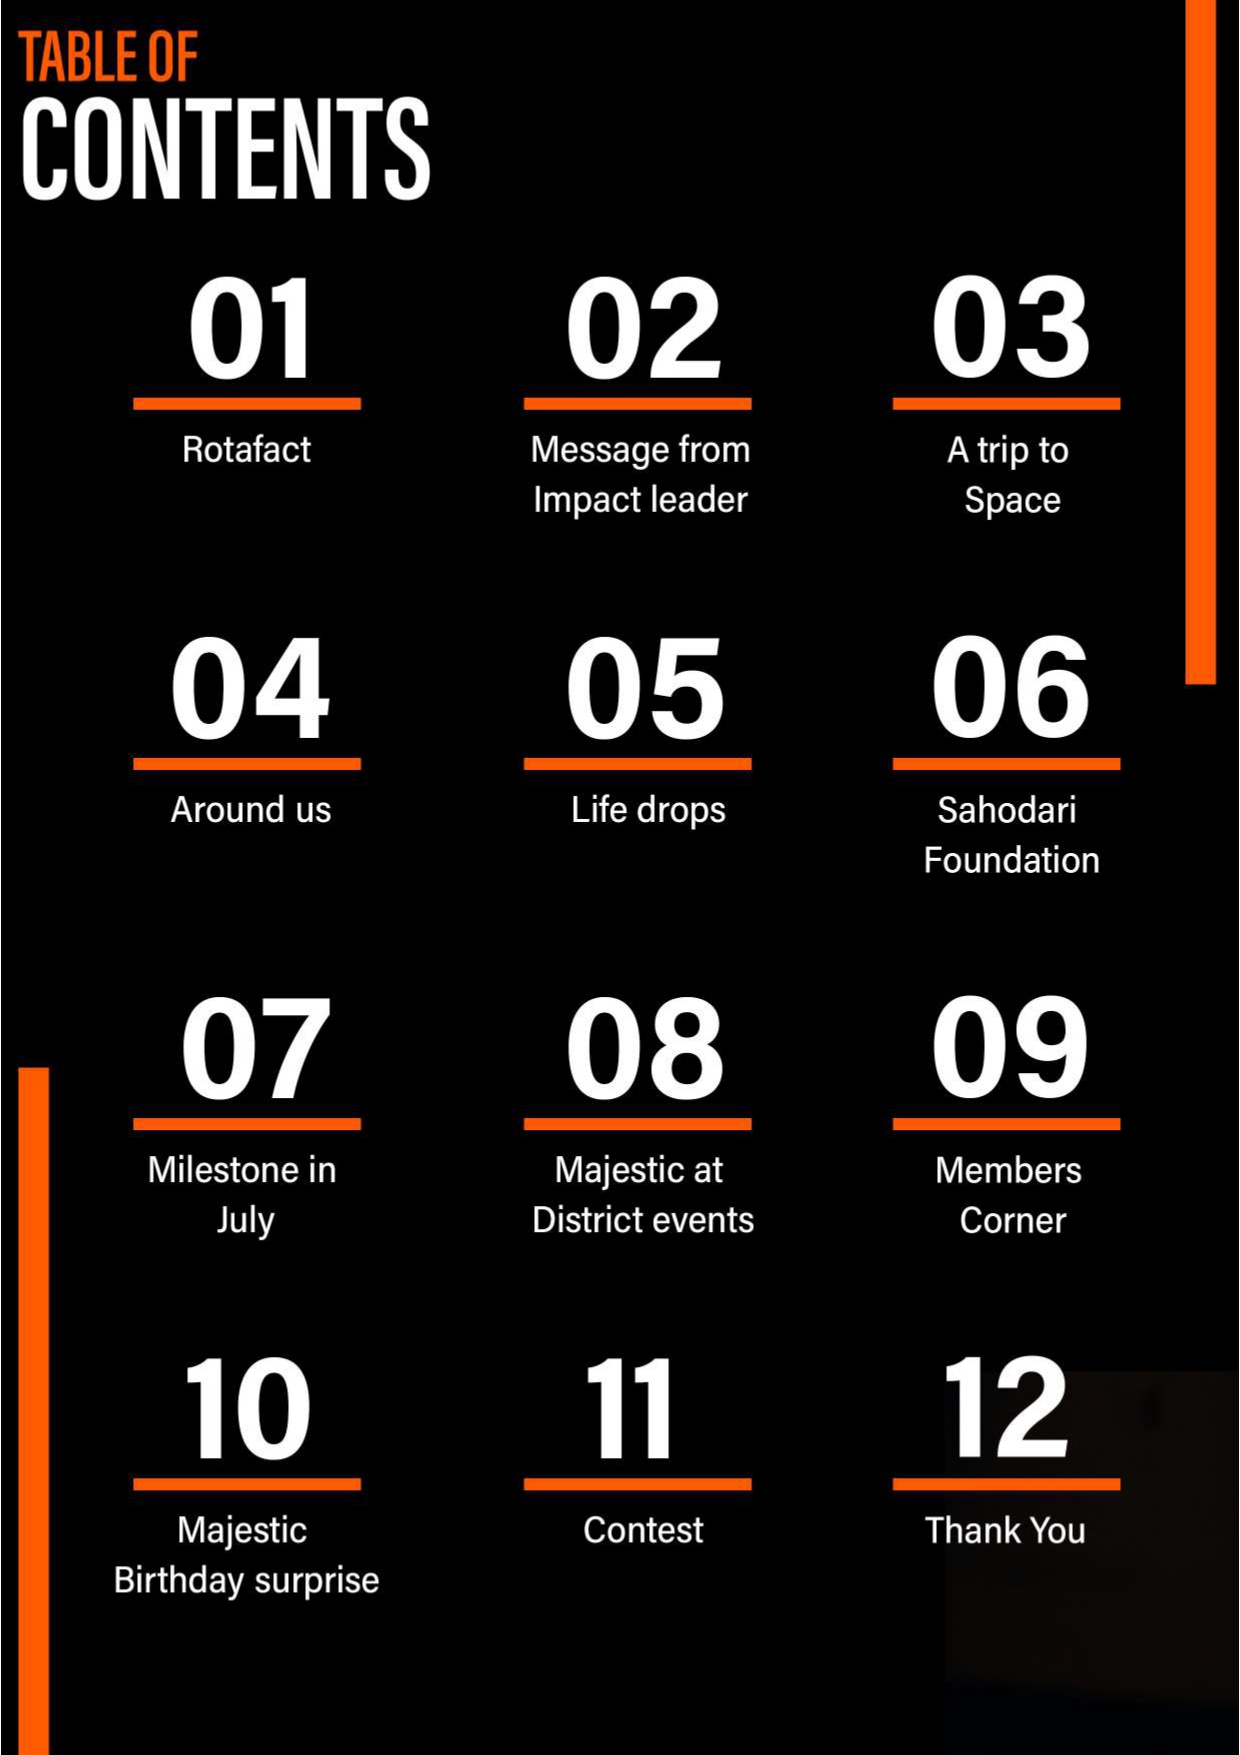 TABLE OF
CONTENTS
01
Rotafact
02
Message from
Impact leader
03
A trip to
Space
04
Around us
05
Life drops
06
Sahodari
Foundation
07
Milestone in
July
08
Majestic at
District events
09
Members
Corner
10
Majestic
Birthday surprise
11
Contest
12
Thank You